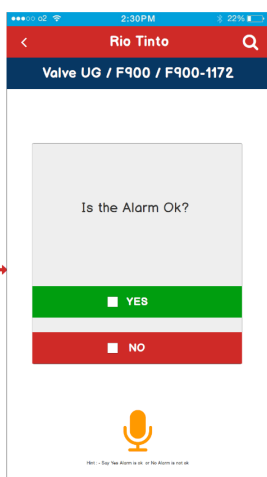 o2 2:30PM 22%
Rio Tinto
Valve UG / F900 / F900-1172
Is the Alarm Ok?
YES
NO
Hint : - Say Yes Alarm is ok or No Alarm is not ok